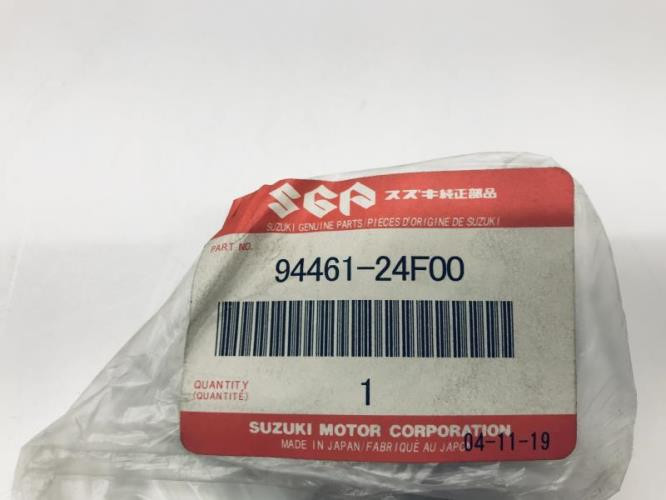 SGP スズキ純正部品
SUZUKI GENUINE PARTS/PIECES D'ORIGINE DE SUZUKI
PART NO.
94461-24F00
QUANTITY
(QUANTITÉ)
1
SUZUKI MOTOR CORPORATION
MADE IN JAPAN/FABRIQUÉ AU JAPO
04-11-19